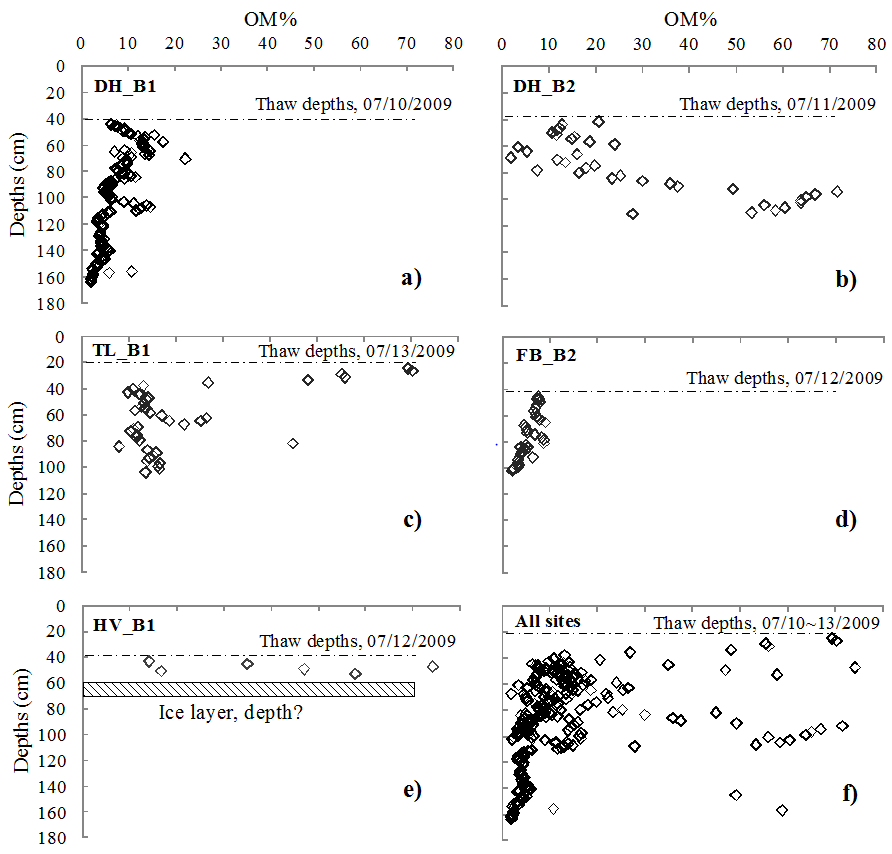 OM% OM%
0 10 20 30 40 50 60 70 80 0 10 20 30 40 50 60 70 80
0
20
40
60
80
100
120
140
160
180
Depths (cm)
DH_B1
Thaw depths, 07/10/2009
a)
DH_B2
Thaw depths, 07/11/2009
b)
0
20
40
60
80
100
120
140
160
180
Depths (cm)
TL_B1
Thaw depths, 07/13/2009
c)
FB_B2
Thaw depths, 07/12/2009
d)
0
20
40
60
80
100
120
140
160
180
Depths (cm)
HV_B1
Thaw depths, 07/12/2009
Ice layer, depth?
e)
All sites
Thaw depths, 07/10~13/2009
f)